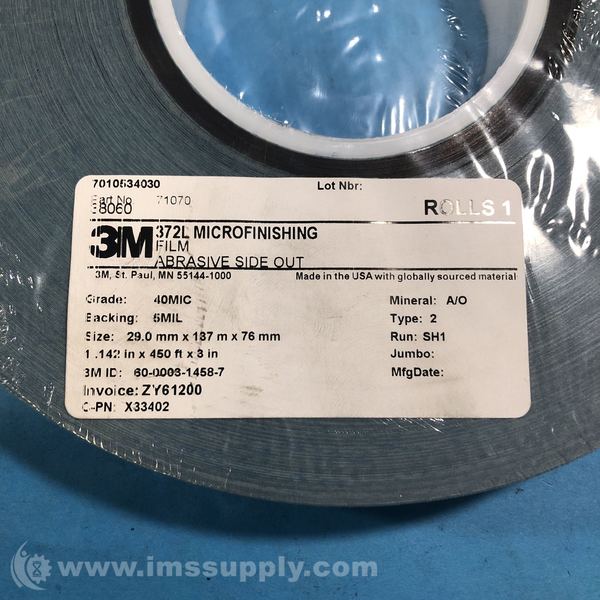 7010534030
Lot Nbr:
Part No 71070
38060
ROLLS 1
3M 372L MICROFINISHING
FILM
ABRASIVE SIDE OUT
3M, St. Paul, MN 55144-1000
Made in the USA with globally sourced material
Grade: 40MIC
Mineral: A/O
Backing: 5MIL
Type: 2
Size: 29.0 mm x 137 m x 76 mm
Run: SH1
1.142 in x 450 ft x 3 in
Jumbo:
3M ID: 60-0003-1458-7
MfgDate:
Invoice: ZY61200
C-PN: X33402
www.imssupply.com